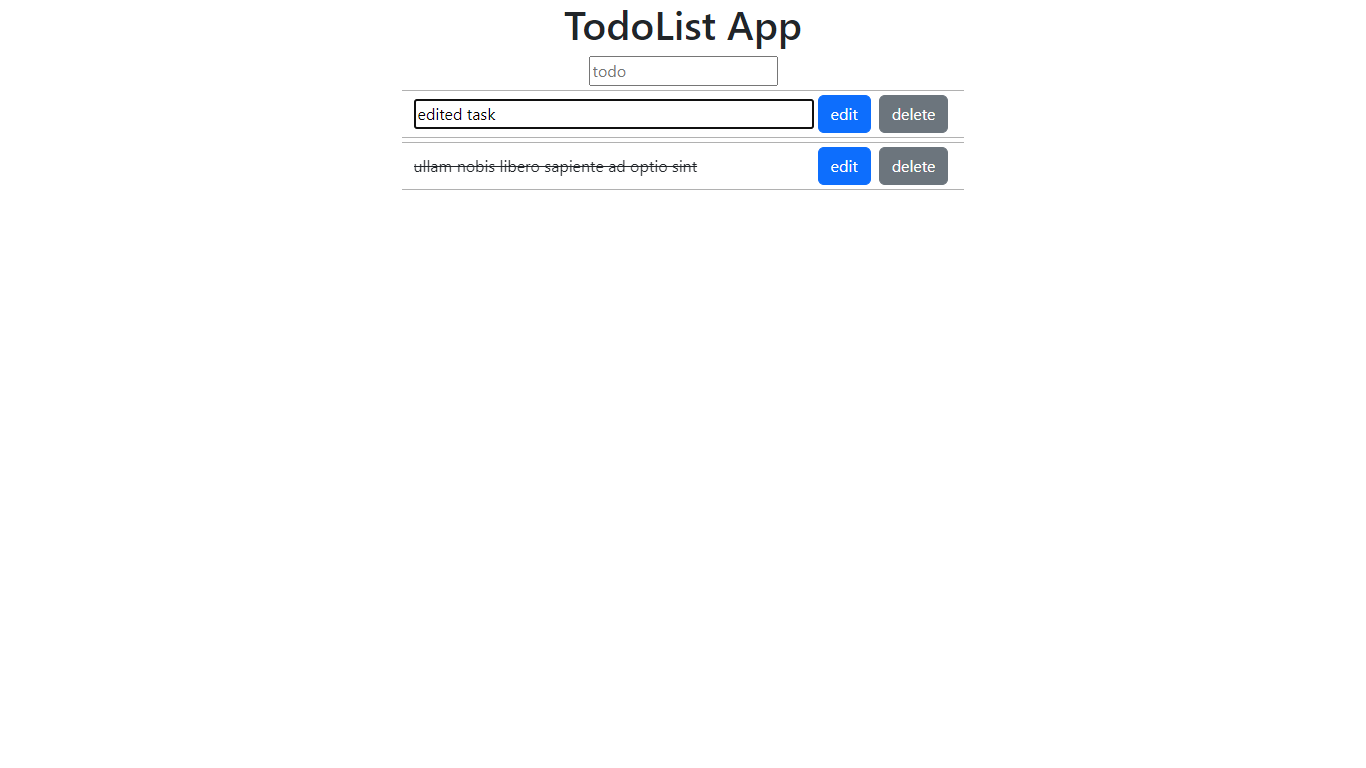 TodoList App
todo
edited task edit delete
ullam nobis libero sapiente ad optio sint edit delete